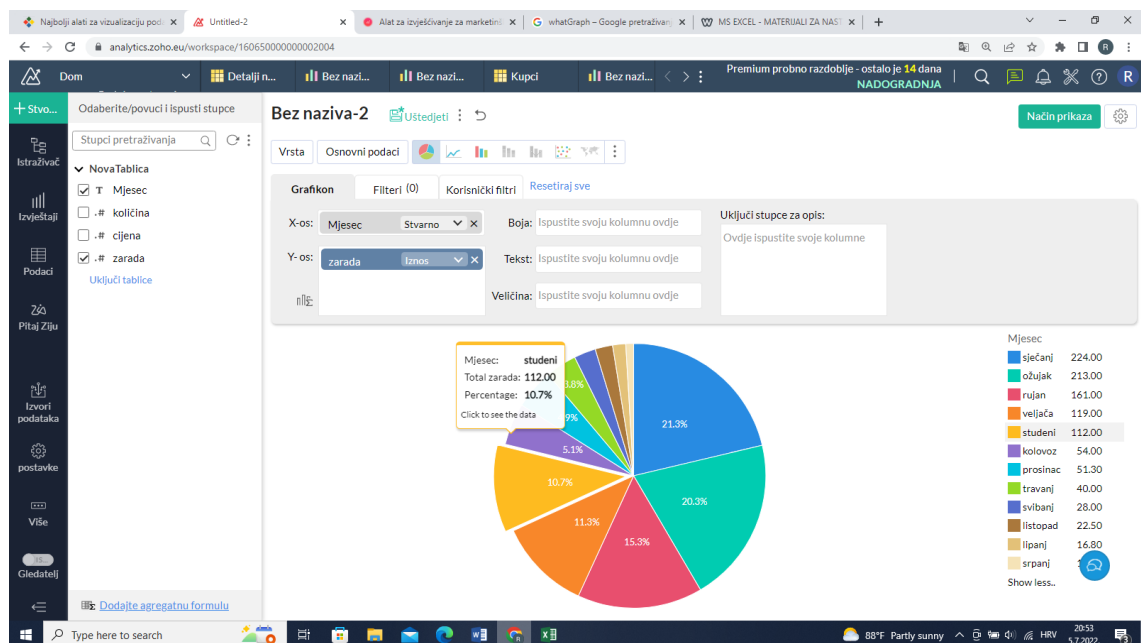 Najbolji alati za vizualizaciju poda
Untitled-2
Alat za izvješćivanje za marketing
whatGraph – Google pretraživanj
MS EXCEL - MATERIJALI ZA NAST
analytics.zoho.eu/workspace/160650000000002004
R
Dom
Detalji n...
Bez nazi...
Bez nazi...
Kupci
Bez nazi...
Premium probno razdoblje - ostalo je 14 dana
NADOGRADNJA
R
+ Stvo...
Istraživač
Izvještaji
Podaci
Pitaj Ziju
Izvori
podataka
postavke
Više
Gledatelj
Odaberite/povuci i ispusti stupce
Stupci pretraživanja
NovaTablica
T Mjesec
.# količina
.# cijena
.# zarada
Uključi tablice
Dodajte agregatnu formulu
Bez naziva-2
Uštedjeti
Način prikaza
Vrsta
Osnovni podaci
Grafikon
Filteri (0)
Korisnički filtri
Resetiraj sve
X-os: Mjesec Stvarno
Boja: Ispustite svoju kolumnu ovdje
Uključi stupce za opis:
Ovdje ispustite svoje kolumne
Y- os: zarada Iznos
Tekst: Ispustite svoju kolumnu ovdje
Veličina: Ispustite svoju kolumnu ovdje
Mjesec: studeni
Total zarada: 112.00
Percentage: 10.7%
Click to see the data
3.8%
5.1%
10.7%
11.3%
15.3%
20.3%
21.3%
Mjesec
sječanj 224.00
ožujak 213.00
rujan 161.00
veljača 119.00
studeni 112.00
kolovoz 54.00
prosinac 51.30
travanj 40.00
svibanj 28.00
listopad 22.50
lipanj 16.80
srpanj
Show less..
Type here to search
88°F Partly sunny
HRV
20:53
5.7.2022.
3